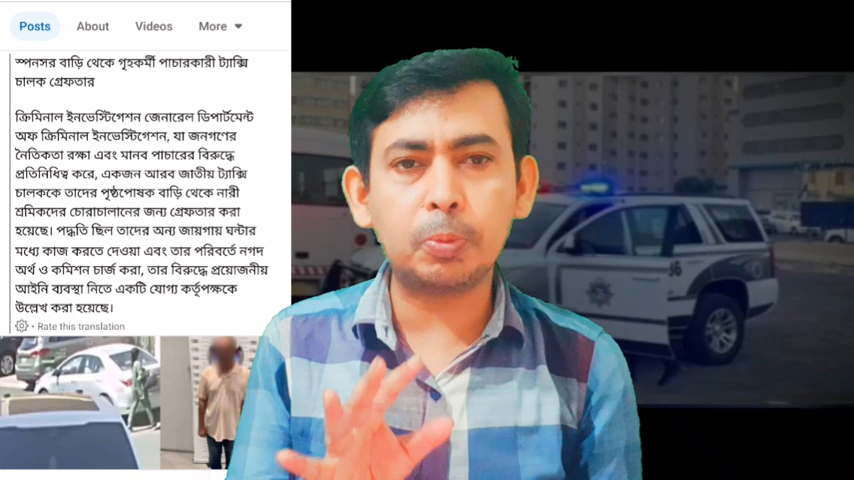 Posts About Videos More
স্পনসর বাড়ি থেকে গৃহকর্মী পাচারকারী ট্যাক্সি
চালক গ্রেফতার
ক্রিমিনাল ইনভেস্টিগেশন জেনারেল ডিপার্টমেন্ট
অফ ক্রিমিনাল ইনভেস্টিগেশন, যা জনগণের
নৈতিকতা রক্ষা এবং মানব পাচারের বিরুদ্ধে
প্রতিনিধিত্ব করে, একজন আরব জাতীয় ট্যাক্সি
চালককে তাদের পৃষ্ঠপোষক বাড়ি থেকে নারী
শ্রমিকদের চোরাচালানের জন্য গ্রেফতার করা
হয়েছে। পদ্ধতি ছিল তাদের অন্য জায়গায় ঘন্টার
মধ্যে কাজ করতে দেওয়া এবং তার পরিবর্তে নগদ
অর্থ ও কমিশন চার্জ করা, তার বিরুদ্ধে প্রয়োজনীয়
আইনি ব্যবস্থা নিতে একটি যোগ্য কর্তৃপক্ষকে
উল্লেখ করা হয়েছে।
• Rate this translation